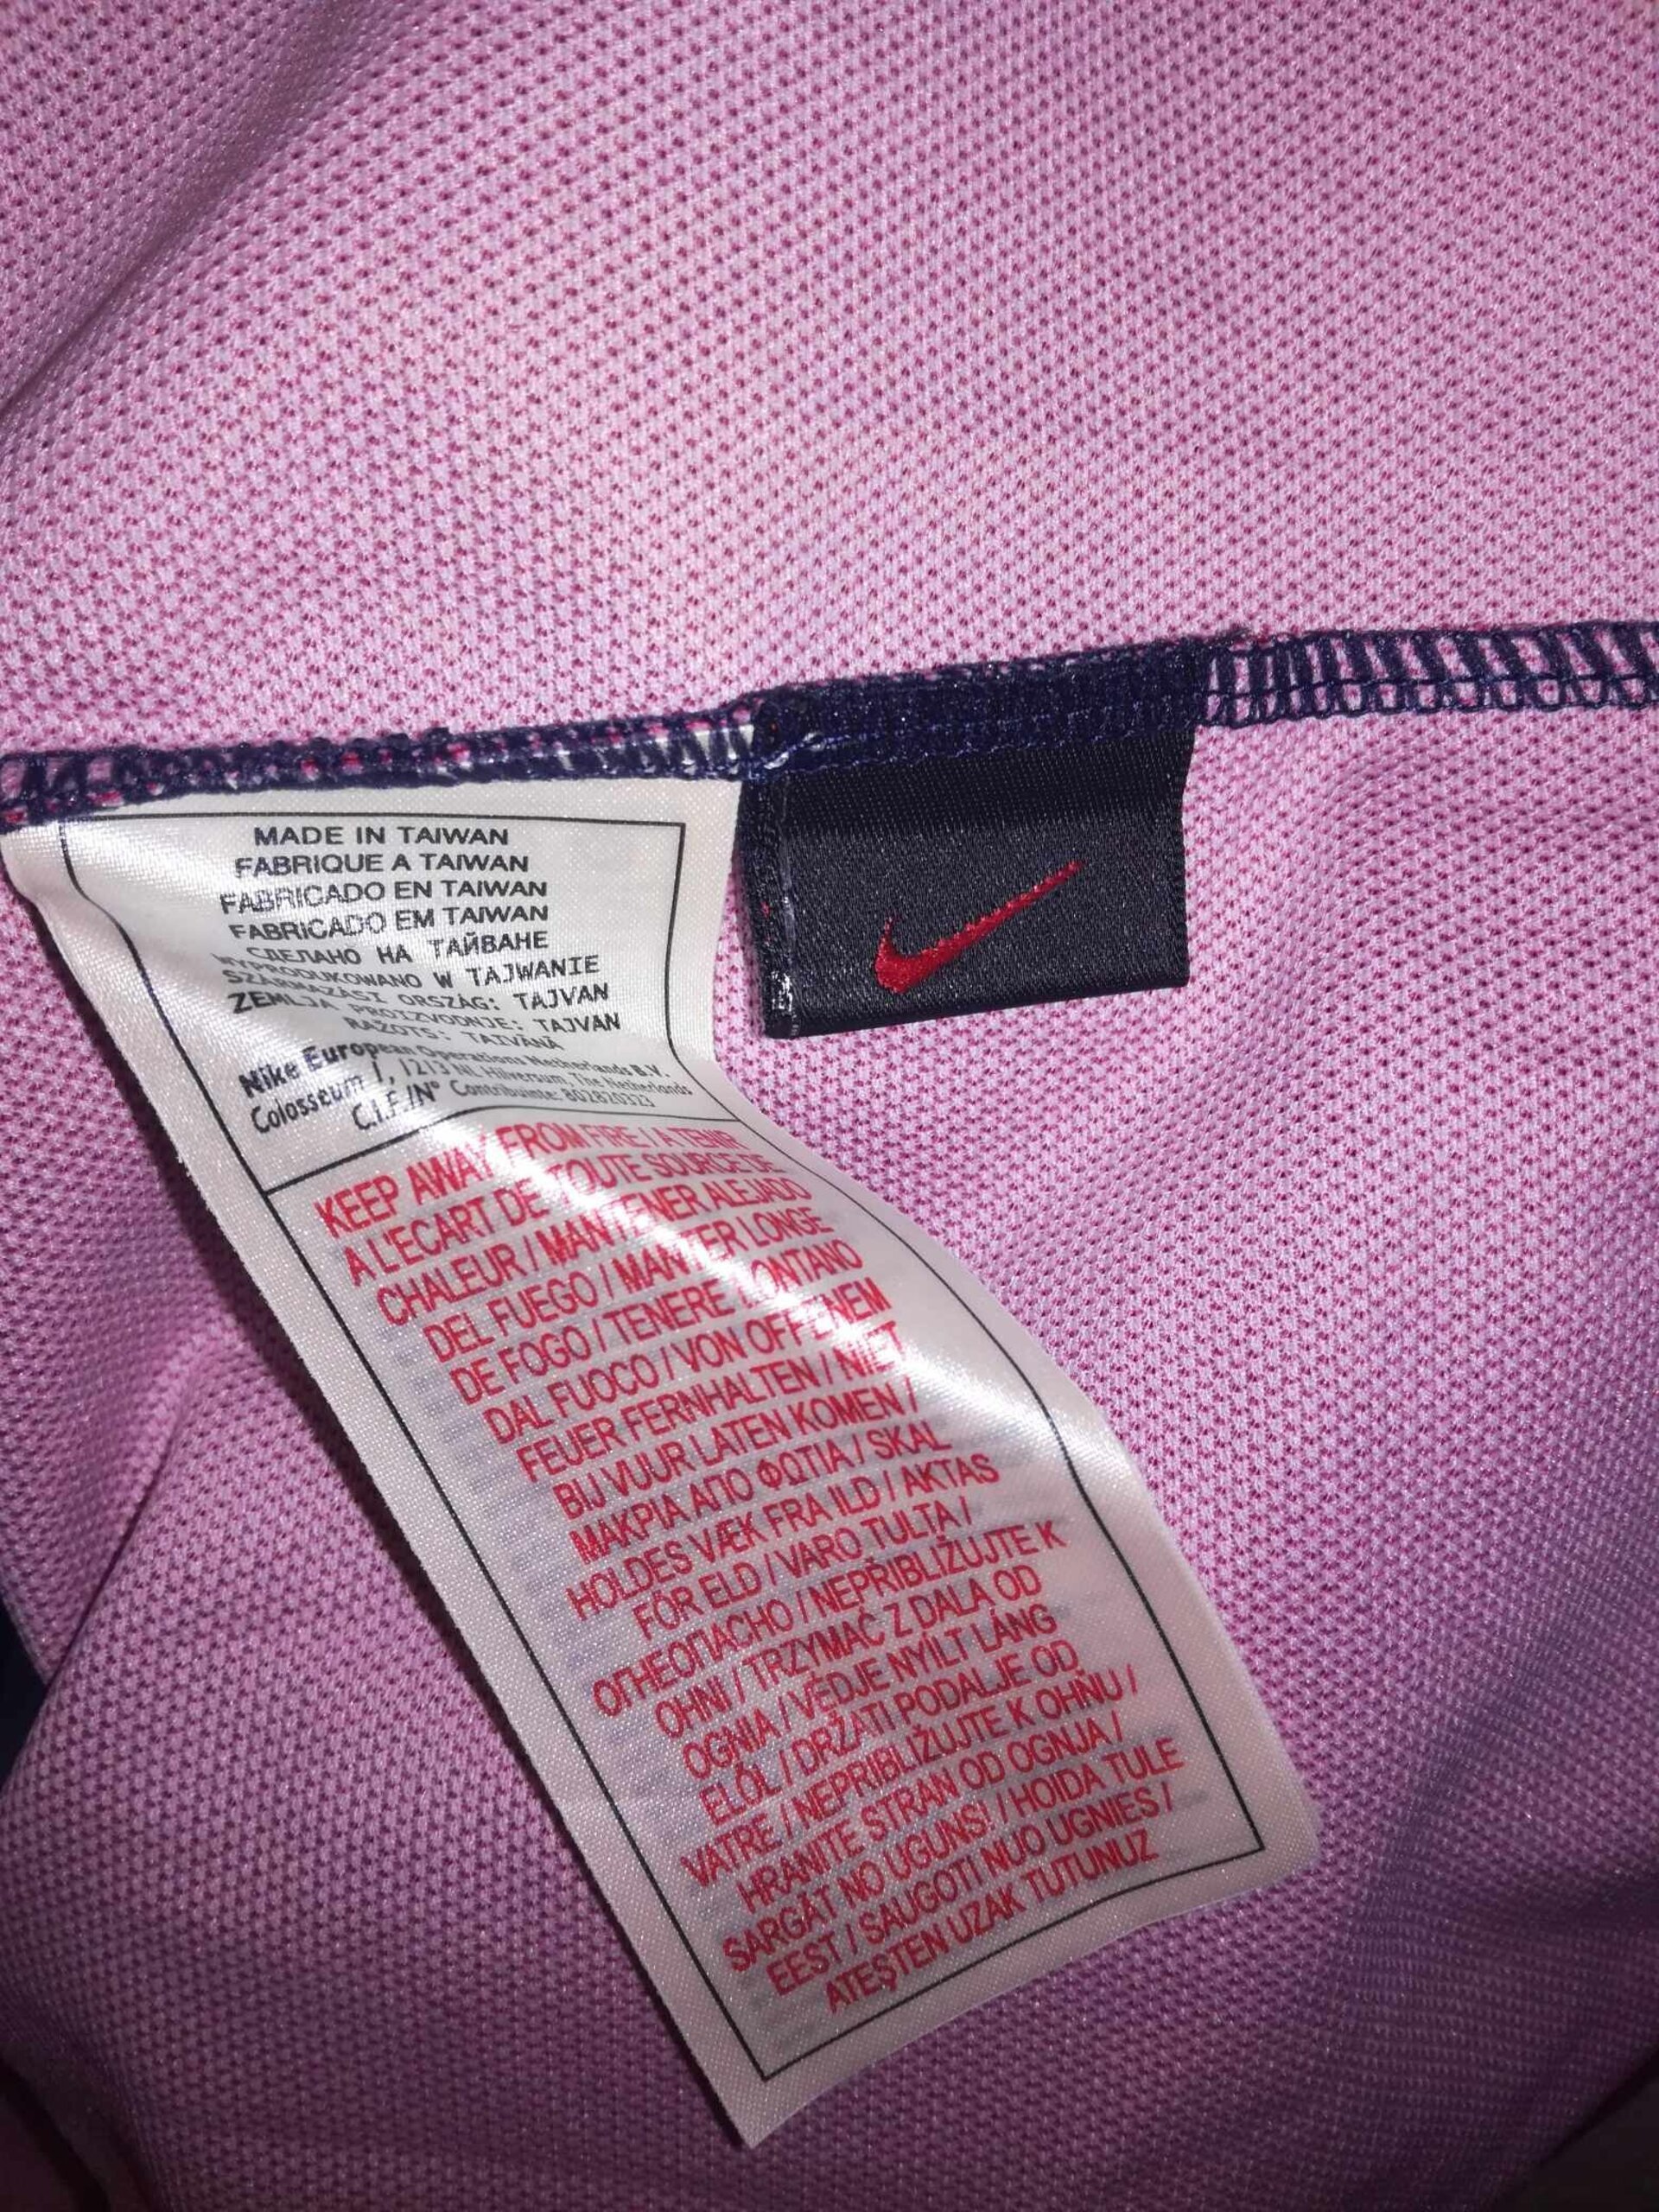 MADE IN TAIWAN
FABRIQUE A TAIWAN
FABRICADO EN TAIWAN
FABRICADO EM TAIWAN
СДЕЛАНО НА ТАЙВАНЕ
WYPRODUKOWANO W TAJWANIE
SZÁRMAZÁSI ORSZÁG: TAJVAN
ZEMLJA PROIZVODNJE: TAJVAN
RAŽOTS: TAIVĀNĀ
Nike European Operations Netherlands B.V.
Colosseum 1, 1213 NL Hilversum, The Netherlands
C.I.F./N° Contribuinte: 802820323
KEEP AWAY FROM FIRE / A TENIR
A L'ECART DE TOUTE SOURCE DE
CHALEUR / MANTENER ALEJADO
DEL FUEGO / MANTER LONGE
DE FOGO / TENERE LONTANO
DAL FUOCO / VON OFFENEM
FEUER FERNHALTEN / NIET
BIJ VUUR LATEN KOMEN /
ΜΑΚΡΙΑ ΑΠΟ ΦΩΤΙΑ / SKAL
HOLDES VÆK FRA ILD / AKTAS
FÖR ELD / VARO TULTA /
ОГНЕОПАСНО / NEPŘIBLIŽUJTE K
OHNI / TRZYMAĆ Z DALA OD
OGNIA / VÉDJE NYÍLT LÁNG
ELŐL / DRŽATI PODALJE OD
VATRE / NEPRIBLIŽUJTE K OHŇU /
HRANITE STRAN OD OGNJA /
SARGĀT NO UGUNS! / HOIDA TULE
EEST / SAUGOTI NUO UGNIES /
ATEŞTEN UZAK TUTUNUZ